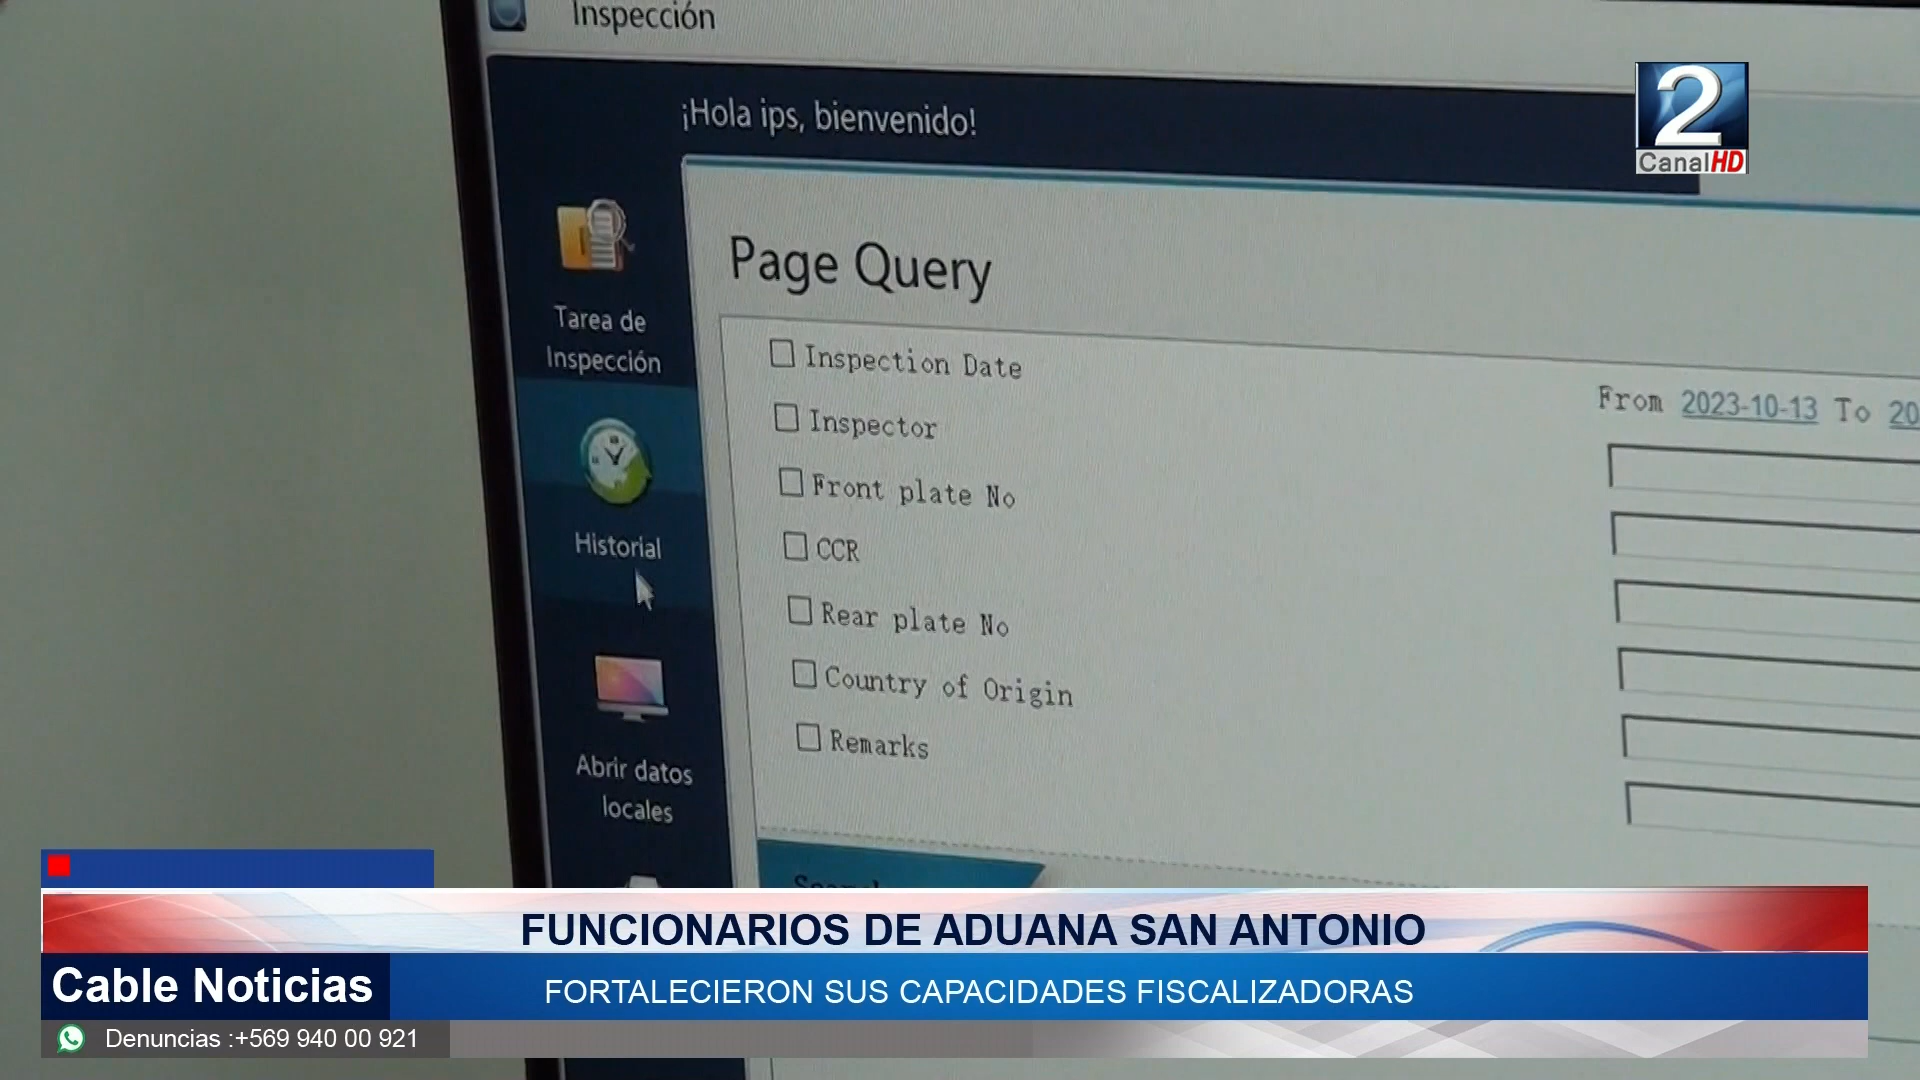 Inspección
¡Hola ips, bienvenido!
2
CanalHD
Page Query
Tarea de
Inspección
Inspection Date
From 2023-10-13 To
Inspector
Front plate No
Historial
CCR
Rear plate No
Country of Origin
Remarks
Abrir datos
locales
Search
FUNCIONARIOS DE ADUANA SAN ANTONIO
Cable Noticias
FORTALECIERON SUS CAPACIDADES FISCALIZADORAS
Denuncias :+569 940 00 921